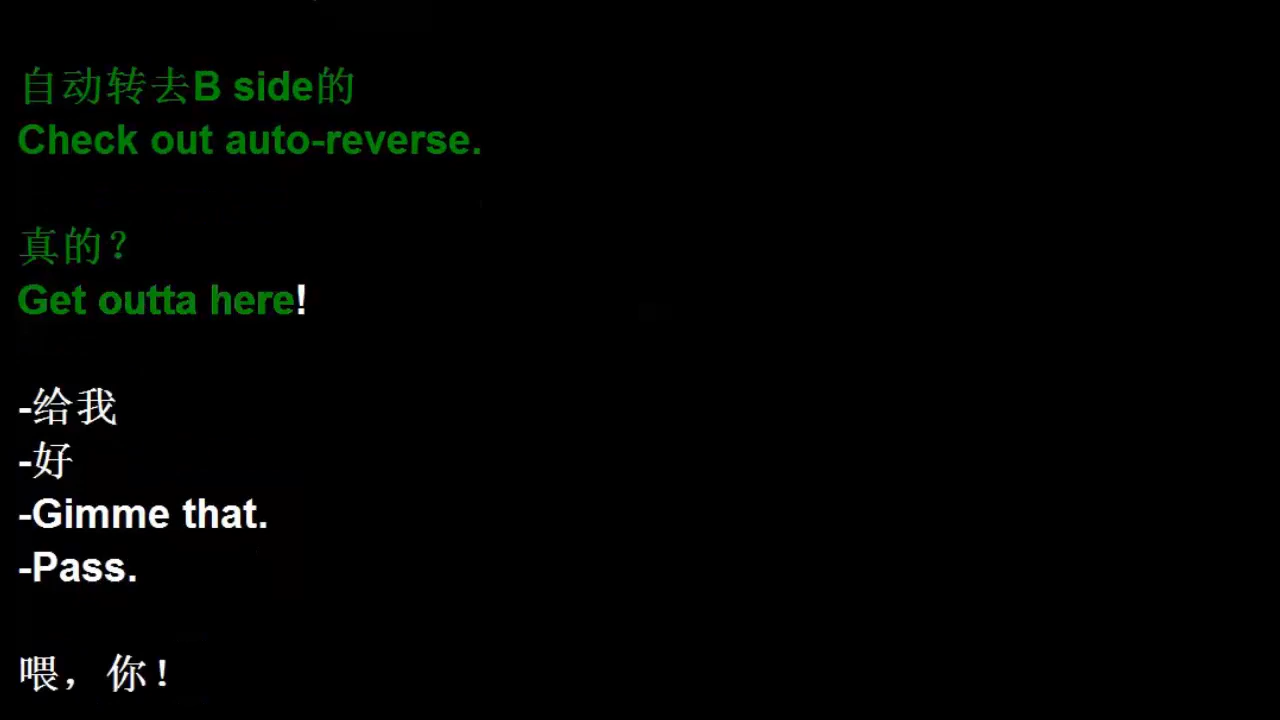 自动转去B side的
Check out auto-reverse.
真的？
Get outta here!
-给我
-好
-Gimme that.
-Pass.
喂，你！